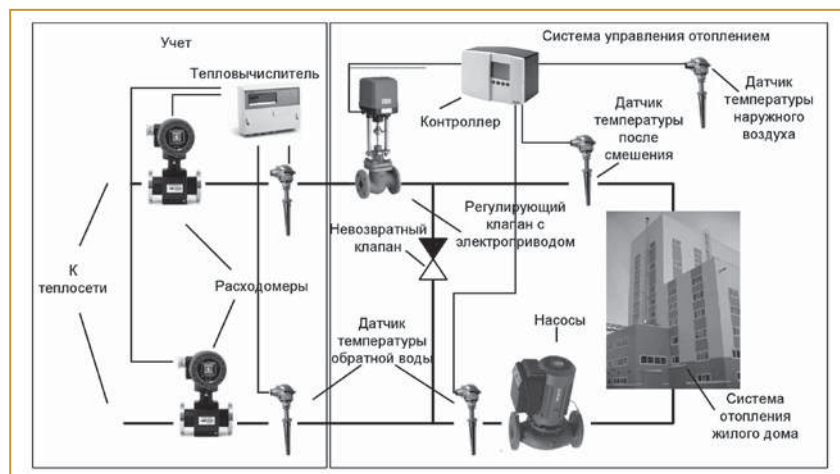 Учет
Система управления отоплением
Тепловычислитель
Контроллер
Датчик
температуры
наружного
воздуха
Датчик
температуры
после
смешения
Регулирующий
клапан с
электроприводом
Невозвратный
клапан
К
теплосети
Расходомеры
Датчик
температуры
обратной воды
Насосы
Система
отопления
жилого дома